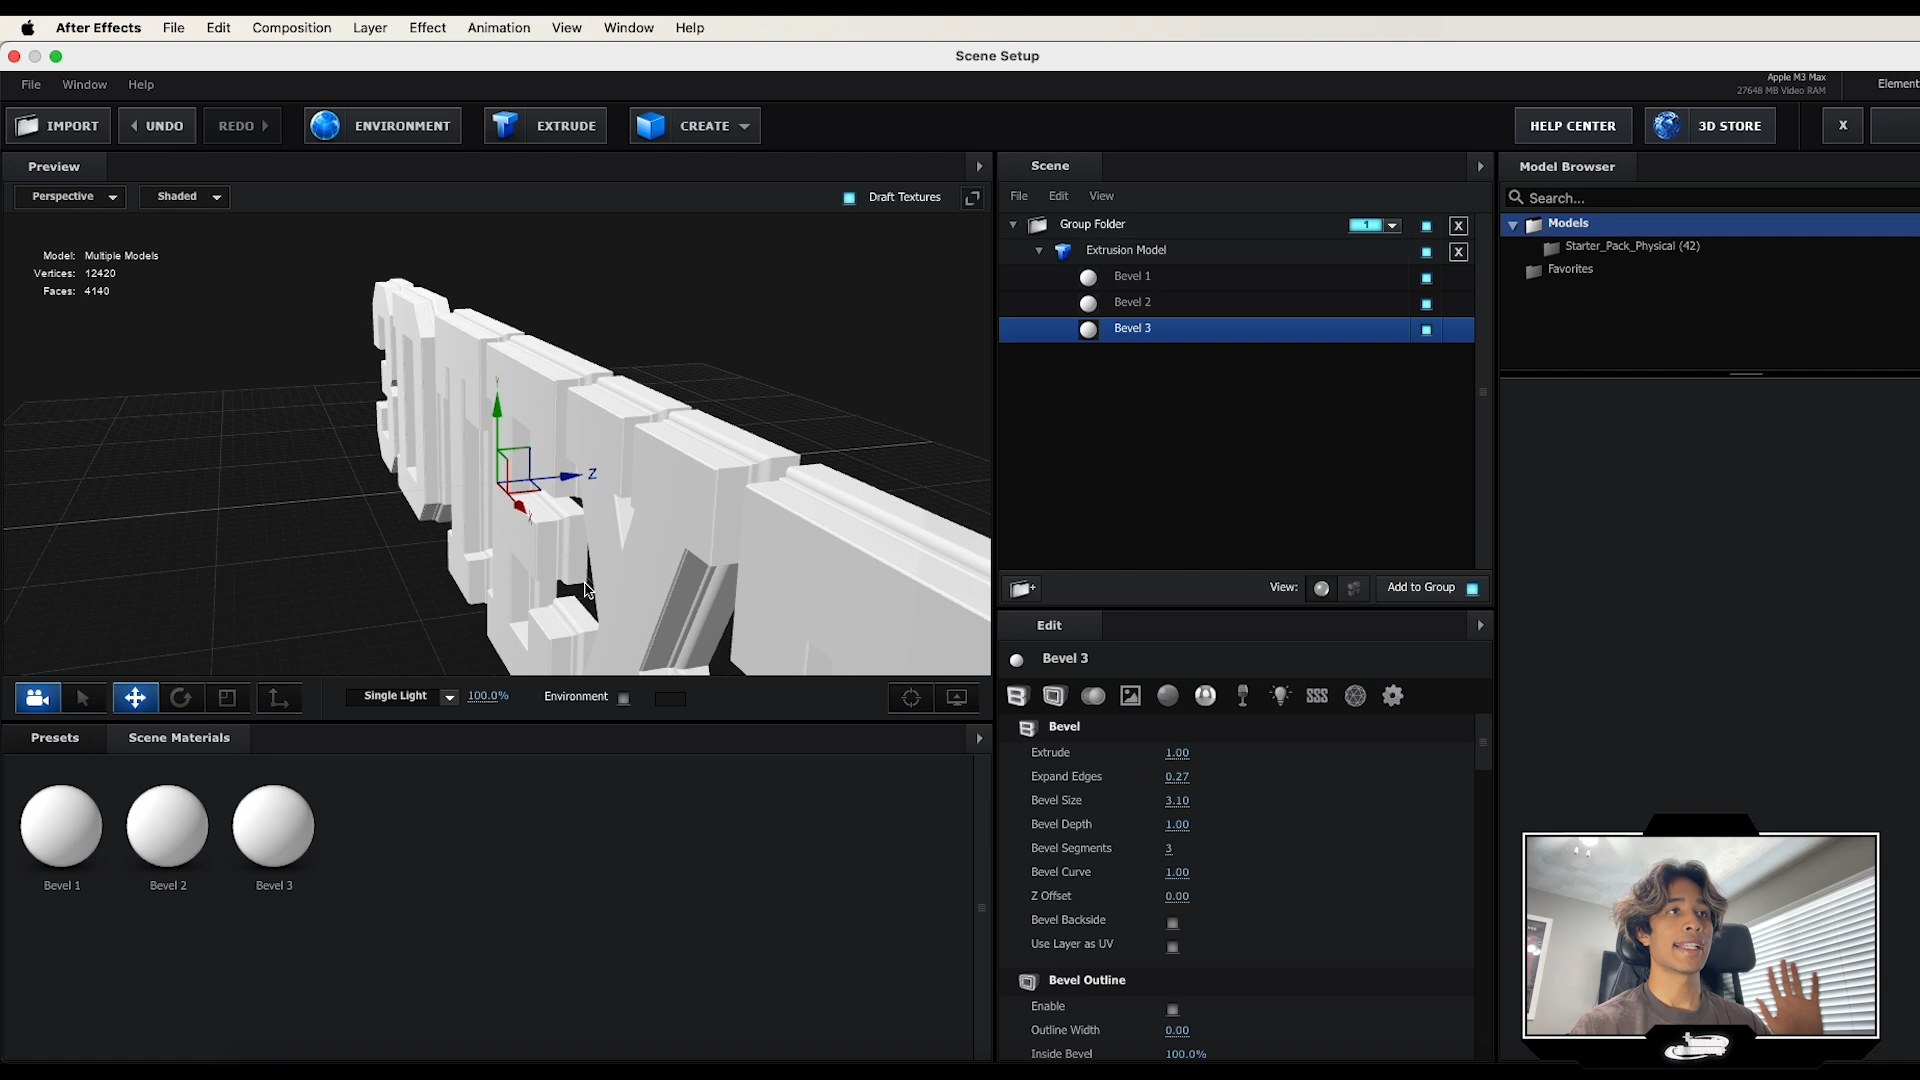 After Effects File Edit Composition Layer Effect Animation View Window Help
Scene Setup
File Window Help
Apple M3 Max
27648 MB Video RAM
Element
IMPORT UNDO REDO ENVIRONMENT EXTRUDE CREATE HELP CENTER 3D STORE X
Preview
Perspective Shaded Draft Textures
Model: Multiple Models
Vertices: 12420
Faces: 4140
Y
Z
X
Single Light 100.0% Environment
Presets Scene Materials
Bevel 1 Bevel 2 Bevel 3
Scene
File Edit View
Group Folder 1 X
Extrusion Model X
Bevel 1
Bevel 2
Bevel 3
View: Add to Group
Edit
Bevel 3
SSS
Bevel
Extrude 1.00
Expand Edges 0.27
Bevel Size 3.10
Bevel Depth 1.00
Bevel Segments 3
Bevel Curve 1.00
Z Offset 0.00
Bevel Backside
Use Layer as UV
Bevel Outline
Enable
Outline Width 0.00
Inside Bevel 100.0%
Model Browser
Search...
Models
Starter_Pack_Physical (42)
Favorites